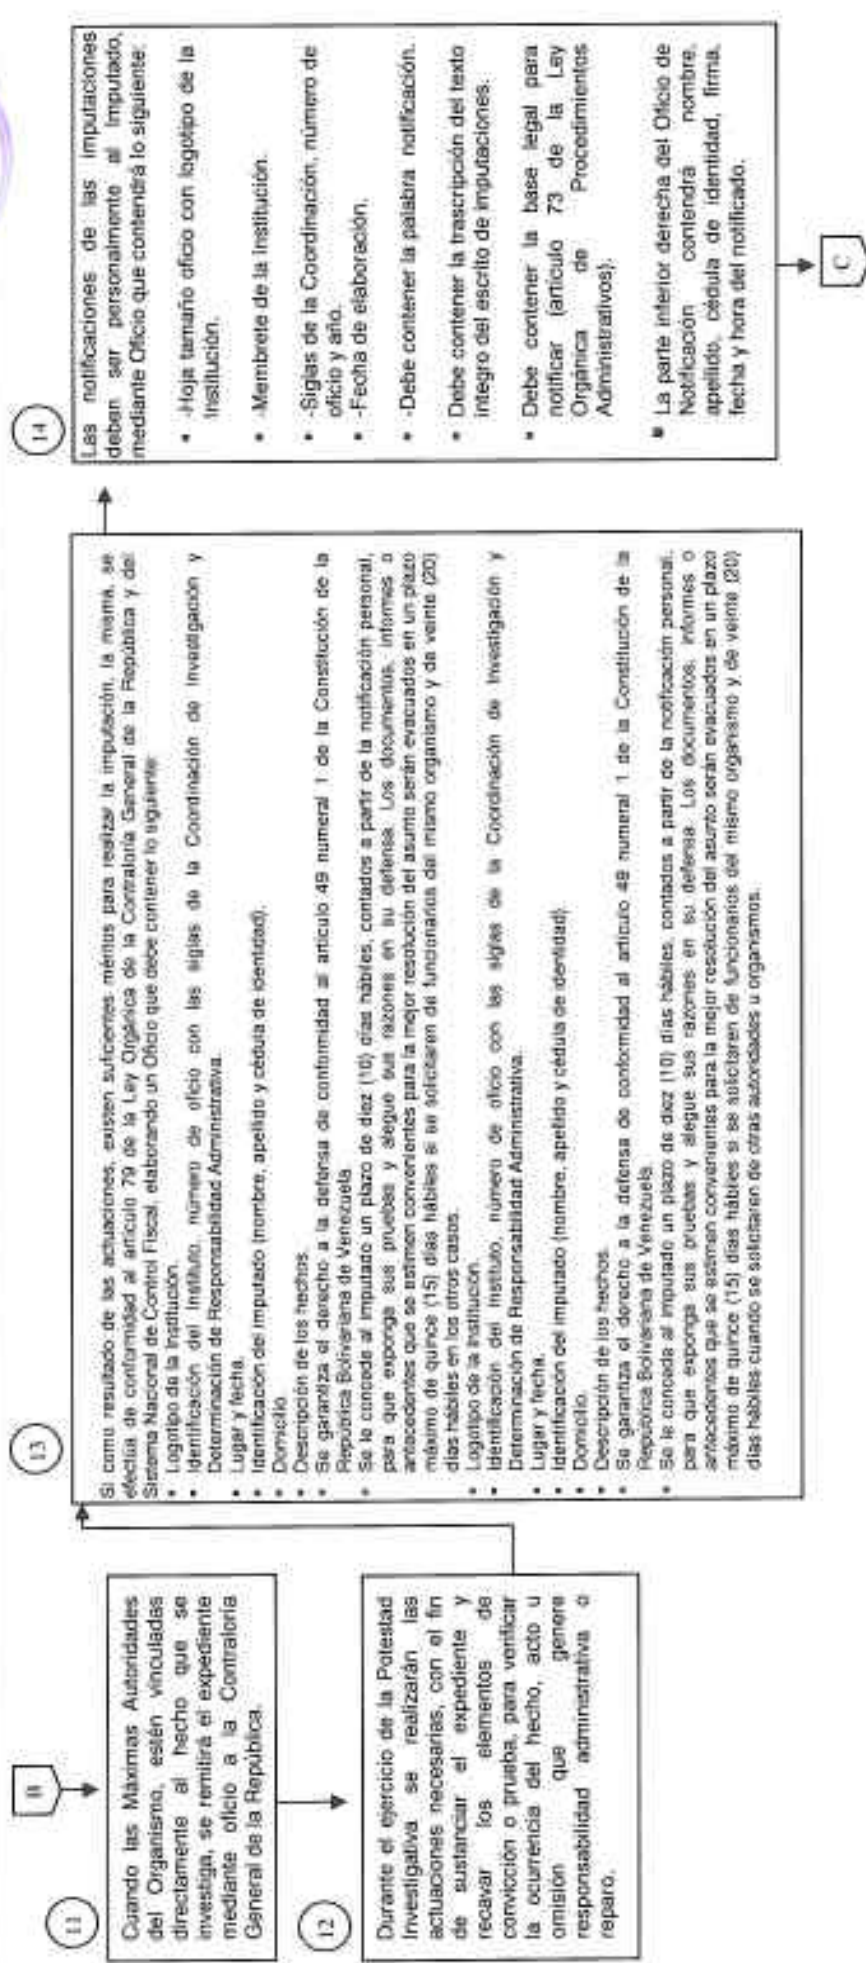 B
11
Cuando las Máximas Autoridades
del Organismo, estén vinculadas
directamente al hecho que se
investiga, se remitirá el expediente
mediante oficio a la Contraloría
General de la República.
12
Durante el ejercicio de la Potestad
Investigativa se realizarán las
actuaciones necesarias, con el fin
de sustanciar el expediente y
recavar los elementos de
convicción o prueba, para verificar
la ocurrencia del hecho, acto u
omisión que genere
responsabilidad administrativa o
reparo.
13
Si como resultado de las actuaciones, existen suficientes méritos para realizar la imputación, la misma, se
efectúa de conformidad al artículo 79 de la Ley Orgánica de la Contraloría General de la República y del
Sistema Nacional de Control Fiscal, elaborando un Oficio que debe contener lo siguiente:
• Logotipo de la Institución.
• Identificación del Instituto, número de oficio con las siglas de la Coordinación de Investigación y
Determinación de Responsabilidad Administrativa.
• Lugar y fecha.
• Identificación del imputado (nombre, apellido y cédula de identidad).
• Domicilio.
• Descripción de los hechos.
• Se garantiza el derecho a la defensa de conformidad al artículo 49 numeral 1 de la Constitución de la
República Bolivariana de Venezuela.
• Se le concede al imputado un plazo de diez (10) días hábiles, contados a partir de la notificación personal,
para que exponga sus pruebas y alegue sus razones en su defensa. Los documentos, informes o
antecedentes que se estimen convenientes para la mejor resolución del asunto serán evacuados en un plazo
máximo de quince (15) días hábiles si se solicitaren de funcionarios del mismo organismo y de veinte (20)
días hábiles en los otros casos.
• Logotipo de la Institución.
• Identificación del Instituto, número de oficio con las siglas de la Coordinación de Investigación y
Determinación de Responsabilidad Administrativa.
• Lugar y fecha.
• Identificación del imputado (nombre, apellido y cédula de identidad).
• Domicilio.
• Descripción de los hechos.
• Se garantiza el derecho a la defensa de conformidad al artículo 49 numeral 1 de la Constitución de la
República Bolivariana de Venezuela.
• Se le concede al imputado un plazo de diez (10) días hábiles, contados a partir de la notificación personal,
para que exponga sus pruebas y alegue sus razones en su defensa. Los documentos, informes o
antecedentes que se estimen convenientes para la mejor resolución del asunto serán evacuados en un plazo
máximo de quince (15) días hábiles si se solicitaren de funcionarios del mismo organismo y de veinte (20)
días hábiles cuando se solicitaren de otras autoridades u organismos.
14
Las notificaciones de las imputaciones
deben ser personalmente al Imputado,
mediante Oficio que contendrá lo siguiente:
• -Hoja tamaño oficio con logotipo de la
Institución.
• -Membrete de la Institución.
• -Siglas de la Coordinación, número de
oficio y año.
• -Fecha de elaboración.
• -Debe contener la palabra notificación.
• Debe contener la trascripción del texto
integro del escrito de imputaciones.
• Debe contener la base legal para
notificar (artículo 73 de la Ley
Orgánica de Procedimientos
Administrativos).
• La parte inferior derecha del Oficio de
Notificación contendrá nombre,
apellido, cédula de identidad, firma,
fecha y hora del notificado.
C